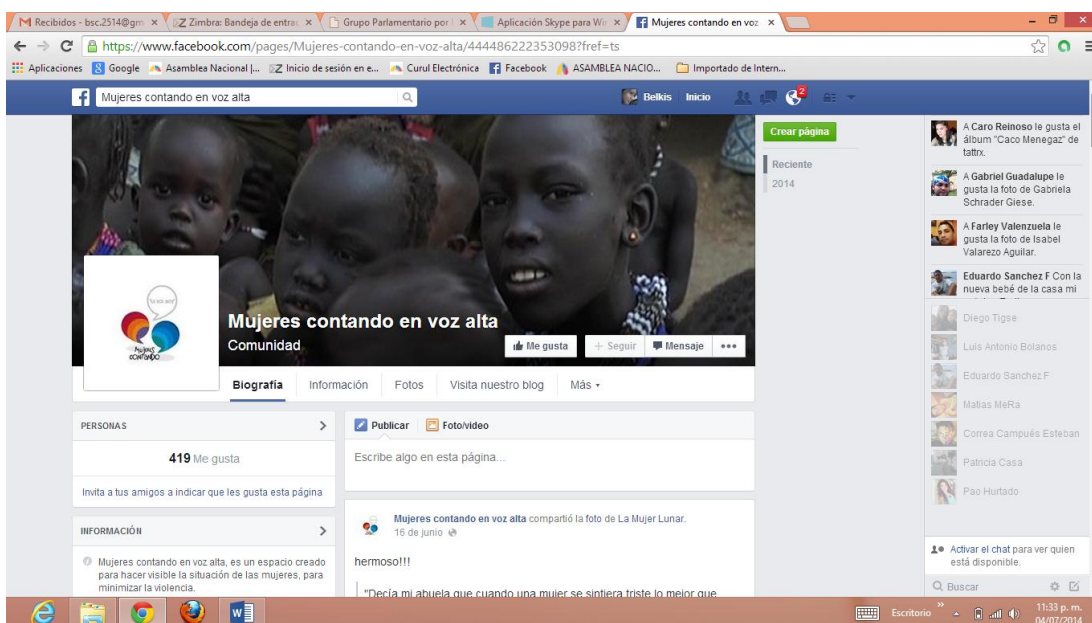 Recibidos - bsc.2514@gm
Zimbra: Bandeja de entrac
Grupo Parlamentario por l
Aplicación Skype para Wir
Mujeres contando en voz
https://www.facebook.com/pages/Mujeres-contando-en-voz-alta/444486222353098?fref=ts
Aplicaciones Google Asamblea Nacional |... Inicio de sesión en e... Curul Electrónica Facebook ASAMBLEA NACIO... Importado de Intern...
Mujeres contando en voz alta
Belkis Inicio 2
Mujeres contando en voz alta
Comunidad
MUJERES
CONTANDO
Me gusta + Seguir Mensaje
Biografía Información Fotos Visita nuestro blog Más
PERSONAS
419 Me gusta
Invita a tus amigos a indicar que les gusta esta página
INFORMACIÓN
Mujeres contando en voz alta, es un espacio creado
para hacer visible la situación de las mujeres, para
minimizar la violencia.
Publicar Foto/video
Escribe algo en esta página...
Mujeres contando en voz alta compartió la foto de La Mujer Lunar.
16 de junio
hermoso!!!
"Decía mi abuela que cuando una mujer se sintiera triste lo mejor que
Crear página
Reciente
2014
A Caro Reinoso le gusta el
álbum "Caco Menegaz" de
tattrx.
A Gabriel Guadalupe le
gusta la foto de Gabriela
Schrader Giese.
A Farley Valenzuela le
gusta la foto de Isabel
Valarezo Aguilar.
Eduardo Sanchez F Con la
nueva bebé de la casa mi
Diego Tigse
Luis Antonio Bolanos
Eduardo Sanchez F
Matias MeRa
Correa Campués Esteban
Patricia Casa
Pao Hurtado
Activar el chat para ver quien
está disponible.
Buscar
Escritorio
11:33 p. m.
04/07/2014